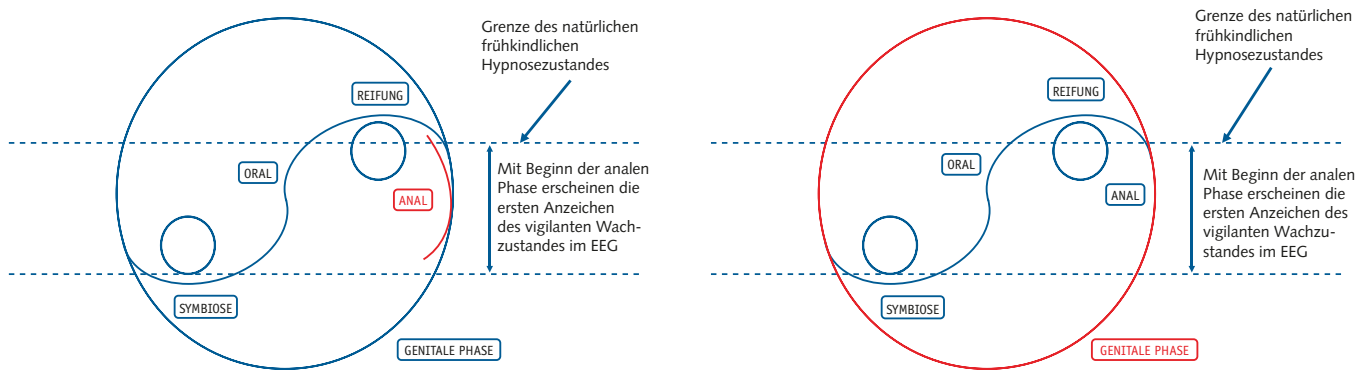 Grenze des natürlichen
frühkindlichen
Hypnosezustandes
REIFUNG
ORAL
ANAL
Mit Beginn der analen
Phase erscheinen die
ersten Anzeichen
des vigilanten Wach-
zustandes im EEG
SYMBIOSE
GENITALE PHASE
Grenze des natürlichen
frühkindlichen
Hypnosezustandes
REIFUNG
ORAL
ANAL
Mit Beginn der analen
Phase erscheinen die
ersten Anzeichen des
vigilanten Wachzu-
standes im EEG
SYMBIOSE
GENITALE PHASE